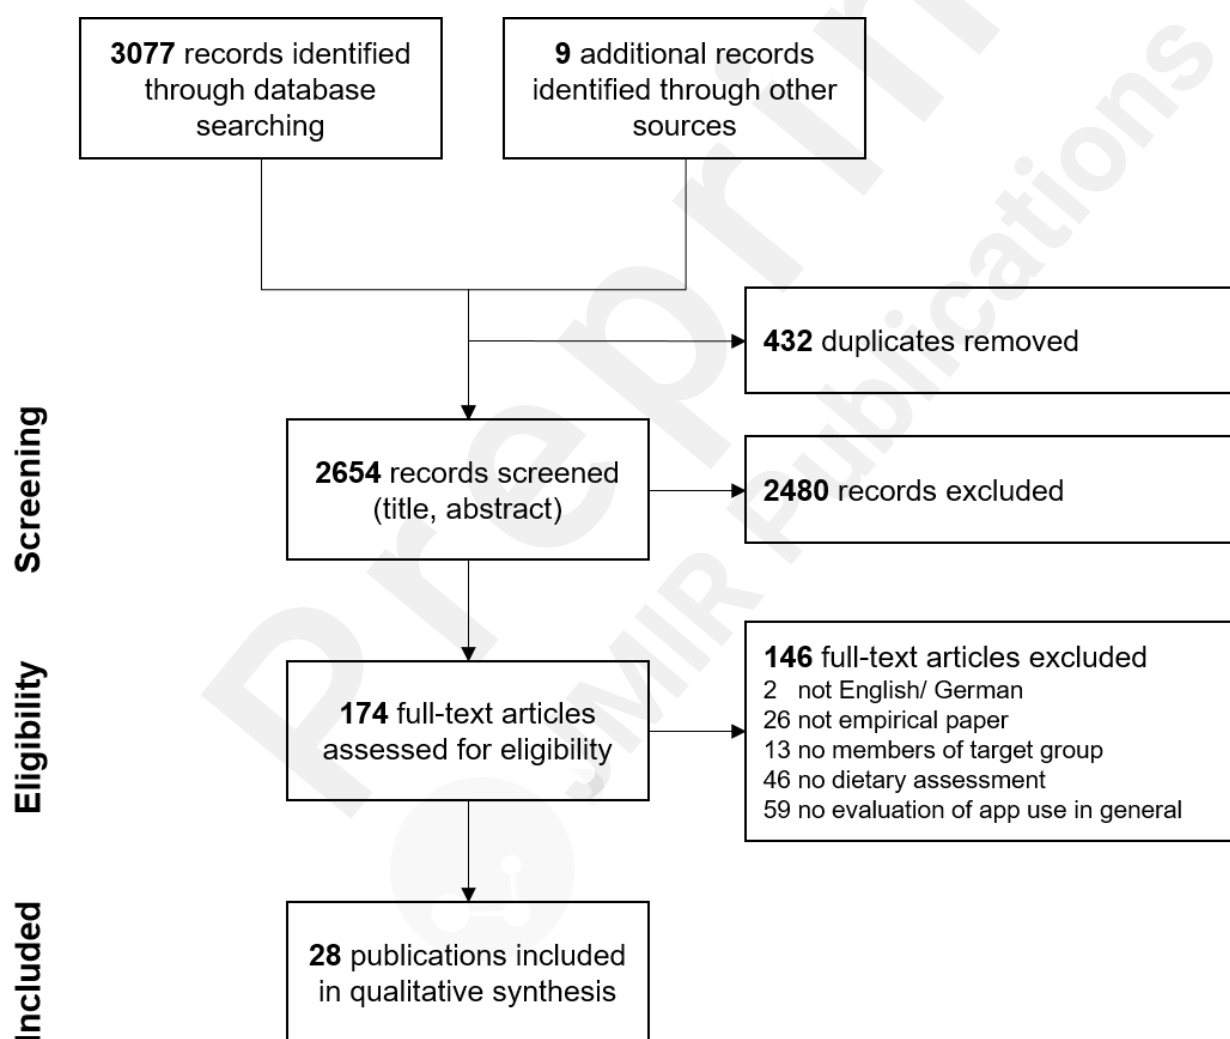 3077 records identified
through database
searching
9 additional records
identified through other
sources
432 duplicates removed
Screening
2654 records screened
(title, abstract)
2480 records excluded
Eligibility
174 full-text articles
assessed for eligibility
146 full-text articles excluded
2 not English/ German
26 not empirical paper
13 no members of target group
46 no dietary assessment
59 no evaluation of app use in general
Included
28 publications included
in qualitative synthesis
Preprin
JMIR Publications